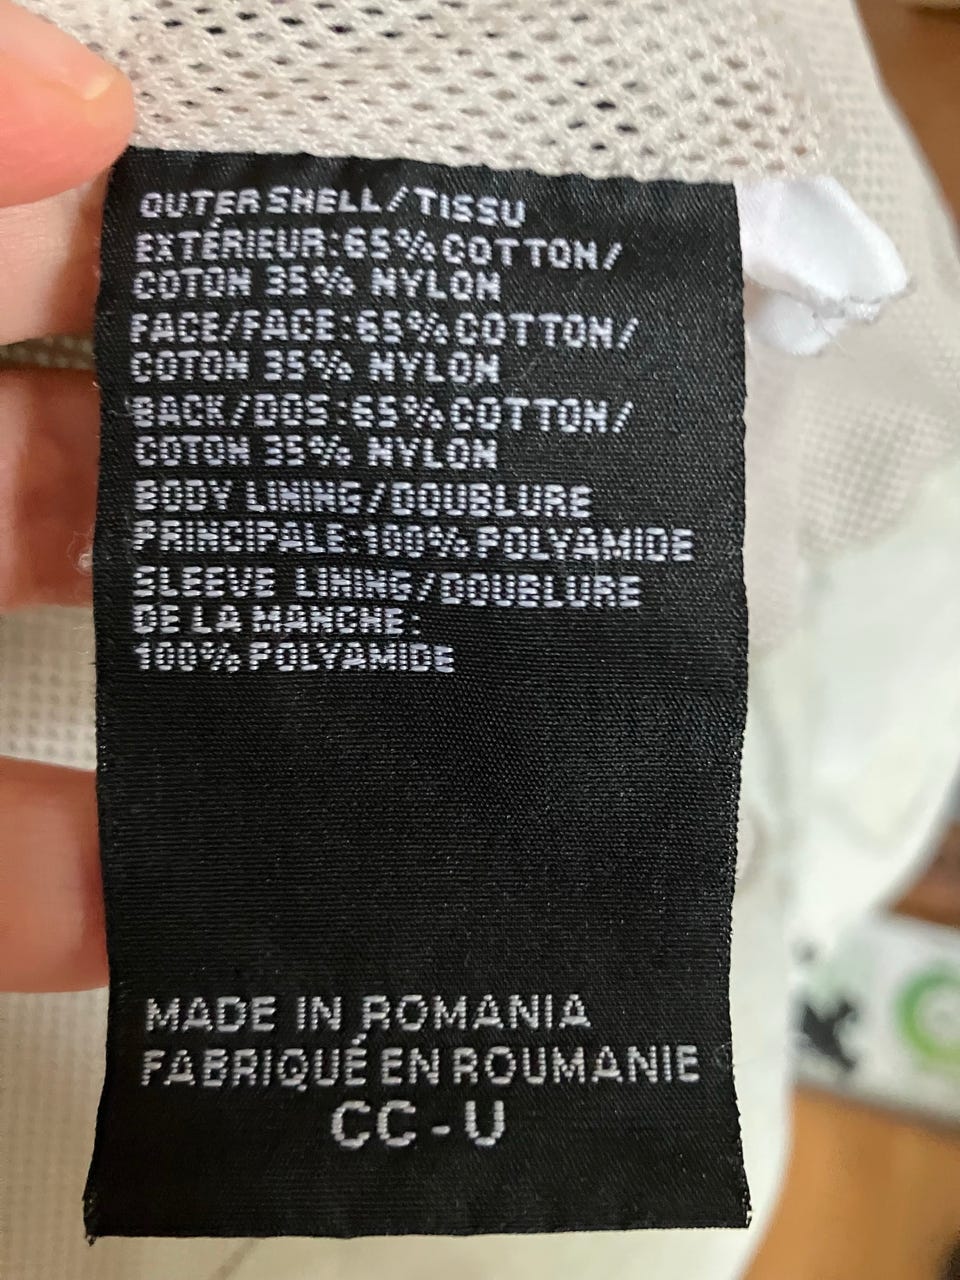 OUTER SHELL/TISSU
EXTÉRIEUR:65% COTTON/
COTON 35% NYLON
FACE/FACE:65% COTTON/
COTON 35% NYLON
BACK/DOS:65% COTTON/
COTON 35% NYLON
BODY LINING/DOUBLURE
PRINCIPALE:100% POLYAMIDE
SLEEVE LINING/DOUBLURE
DE LA MANCHE:
100% POLYAMIDE
MADE IN ROMANIA
FABRIQUÉ EN ROUMANIE
CC-U